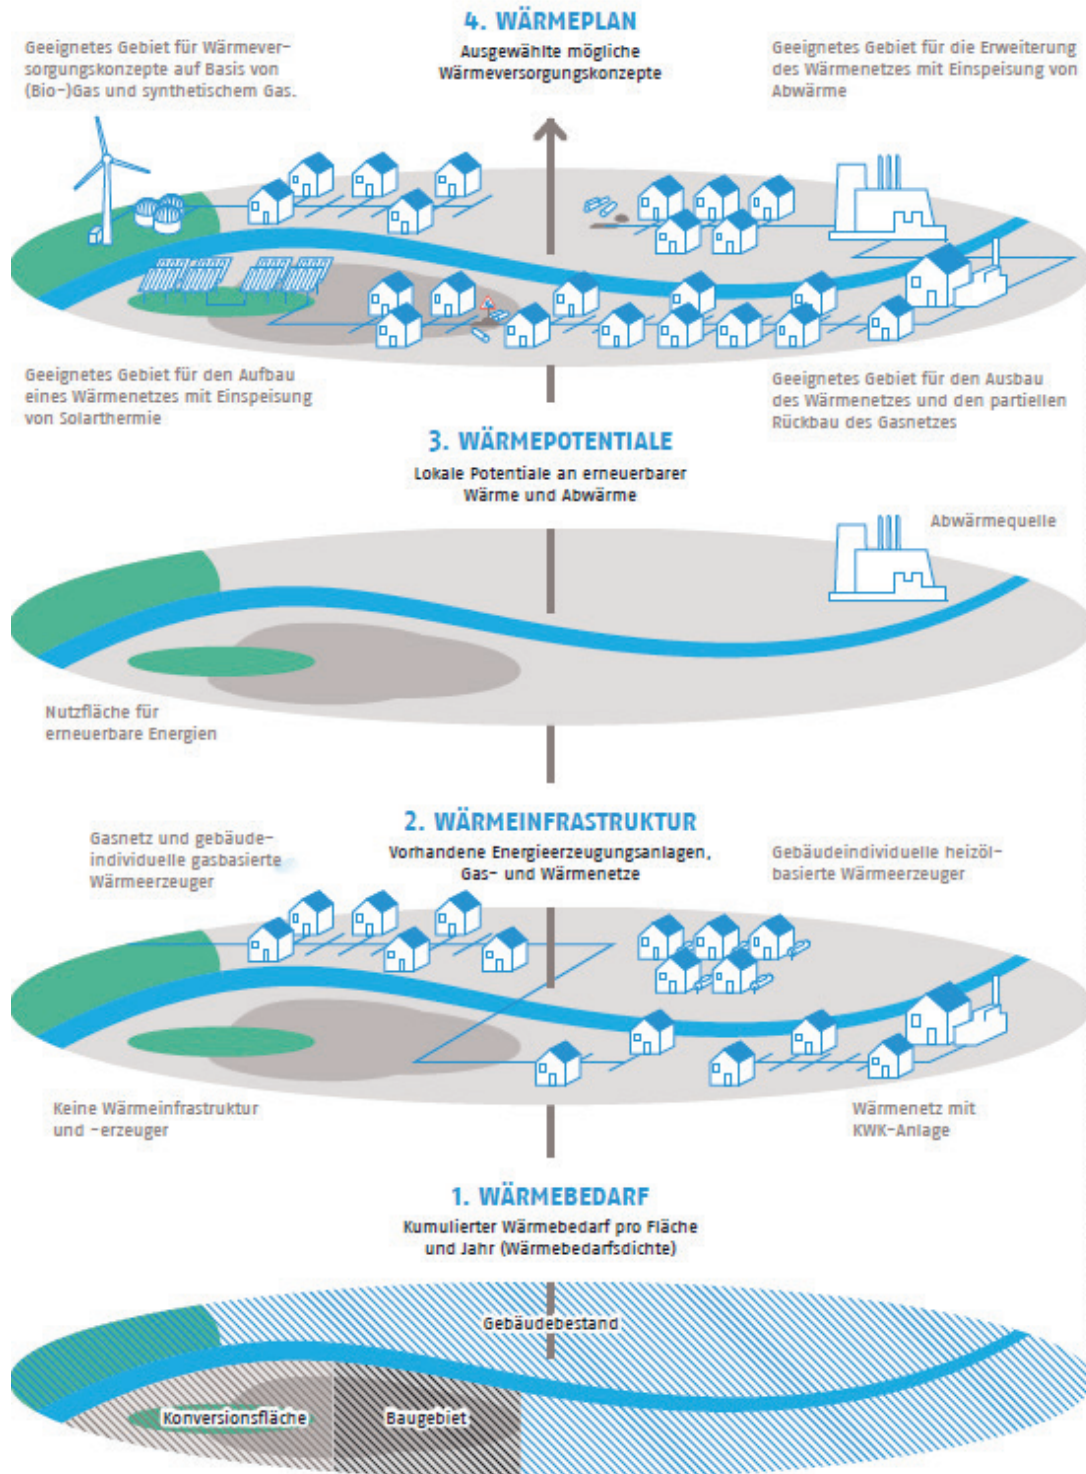 4. WÄRMEPLAN
Ausgewählte mögliche
Wärmeversorgungskonzepte
Geeignetes Gebiet für Wärmever-
sorgungskonzepte auf Basis von
(Bio-)Gas und synthetischem Gas.
Geeignetes Gebiet für die Erweiterung
des Wärmenetzes mit Einspeisung von
Abwärme
Geeignetes Gebiet für den Aufbau
eines Wärmenetzes mit Einspeisung
von Solarthermie
Geeignetes Gebiet für den Ausbau
des Wärmenetzes und den partiellen
Rückbau des Gasnetzes
3. WÄRMEPOTENTIALE
Lokale Potentiale an erneuerbarer
Wärme und Abwärme
Abwärmequelle
Nutzfläche für
erneuerbare Energien
2. WÄRMEINFRASTRUKTUR
Vorhandene Energieerzeugungsanlagen,
Gas- und Wärmenetze
Gasnetz und gebäude-
individuelle gasbasierte
Wärmeerzeuger
Gebäudeindividuelle heizöl-
basierte Wärmeerzeuger
Keine Wärmeinfrastruktur
und -erzeuger
Wärmenetz mit
KWK-Anlage
1. WÄRMEBEDARF
Kumulierter Wärmebedarf pro Fläche
und Jahr (Wärmebedarfsdichte)
Gebäudebestand
Konversionsfläche
Baugebiet